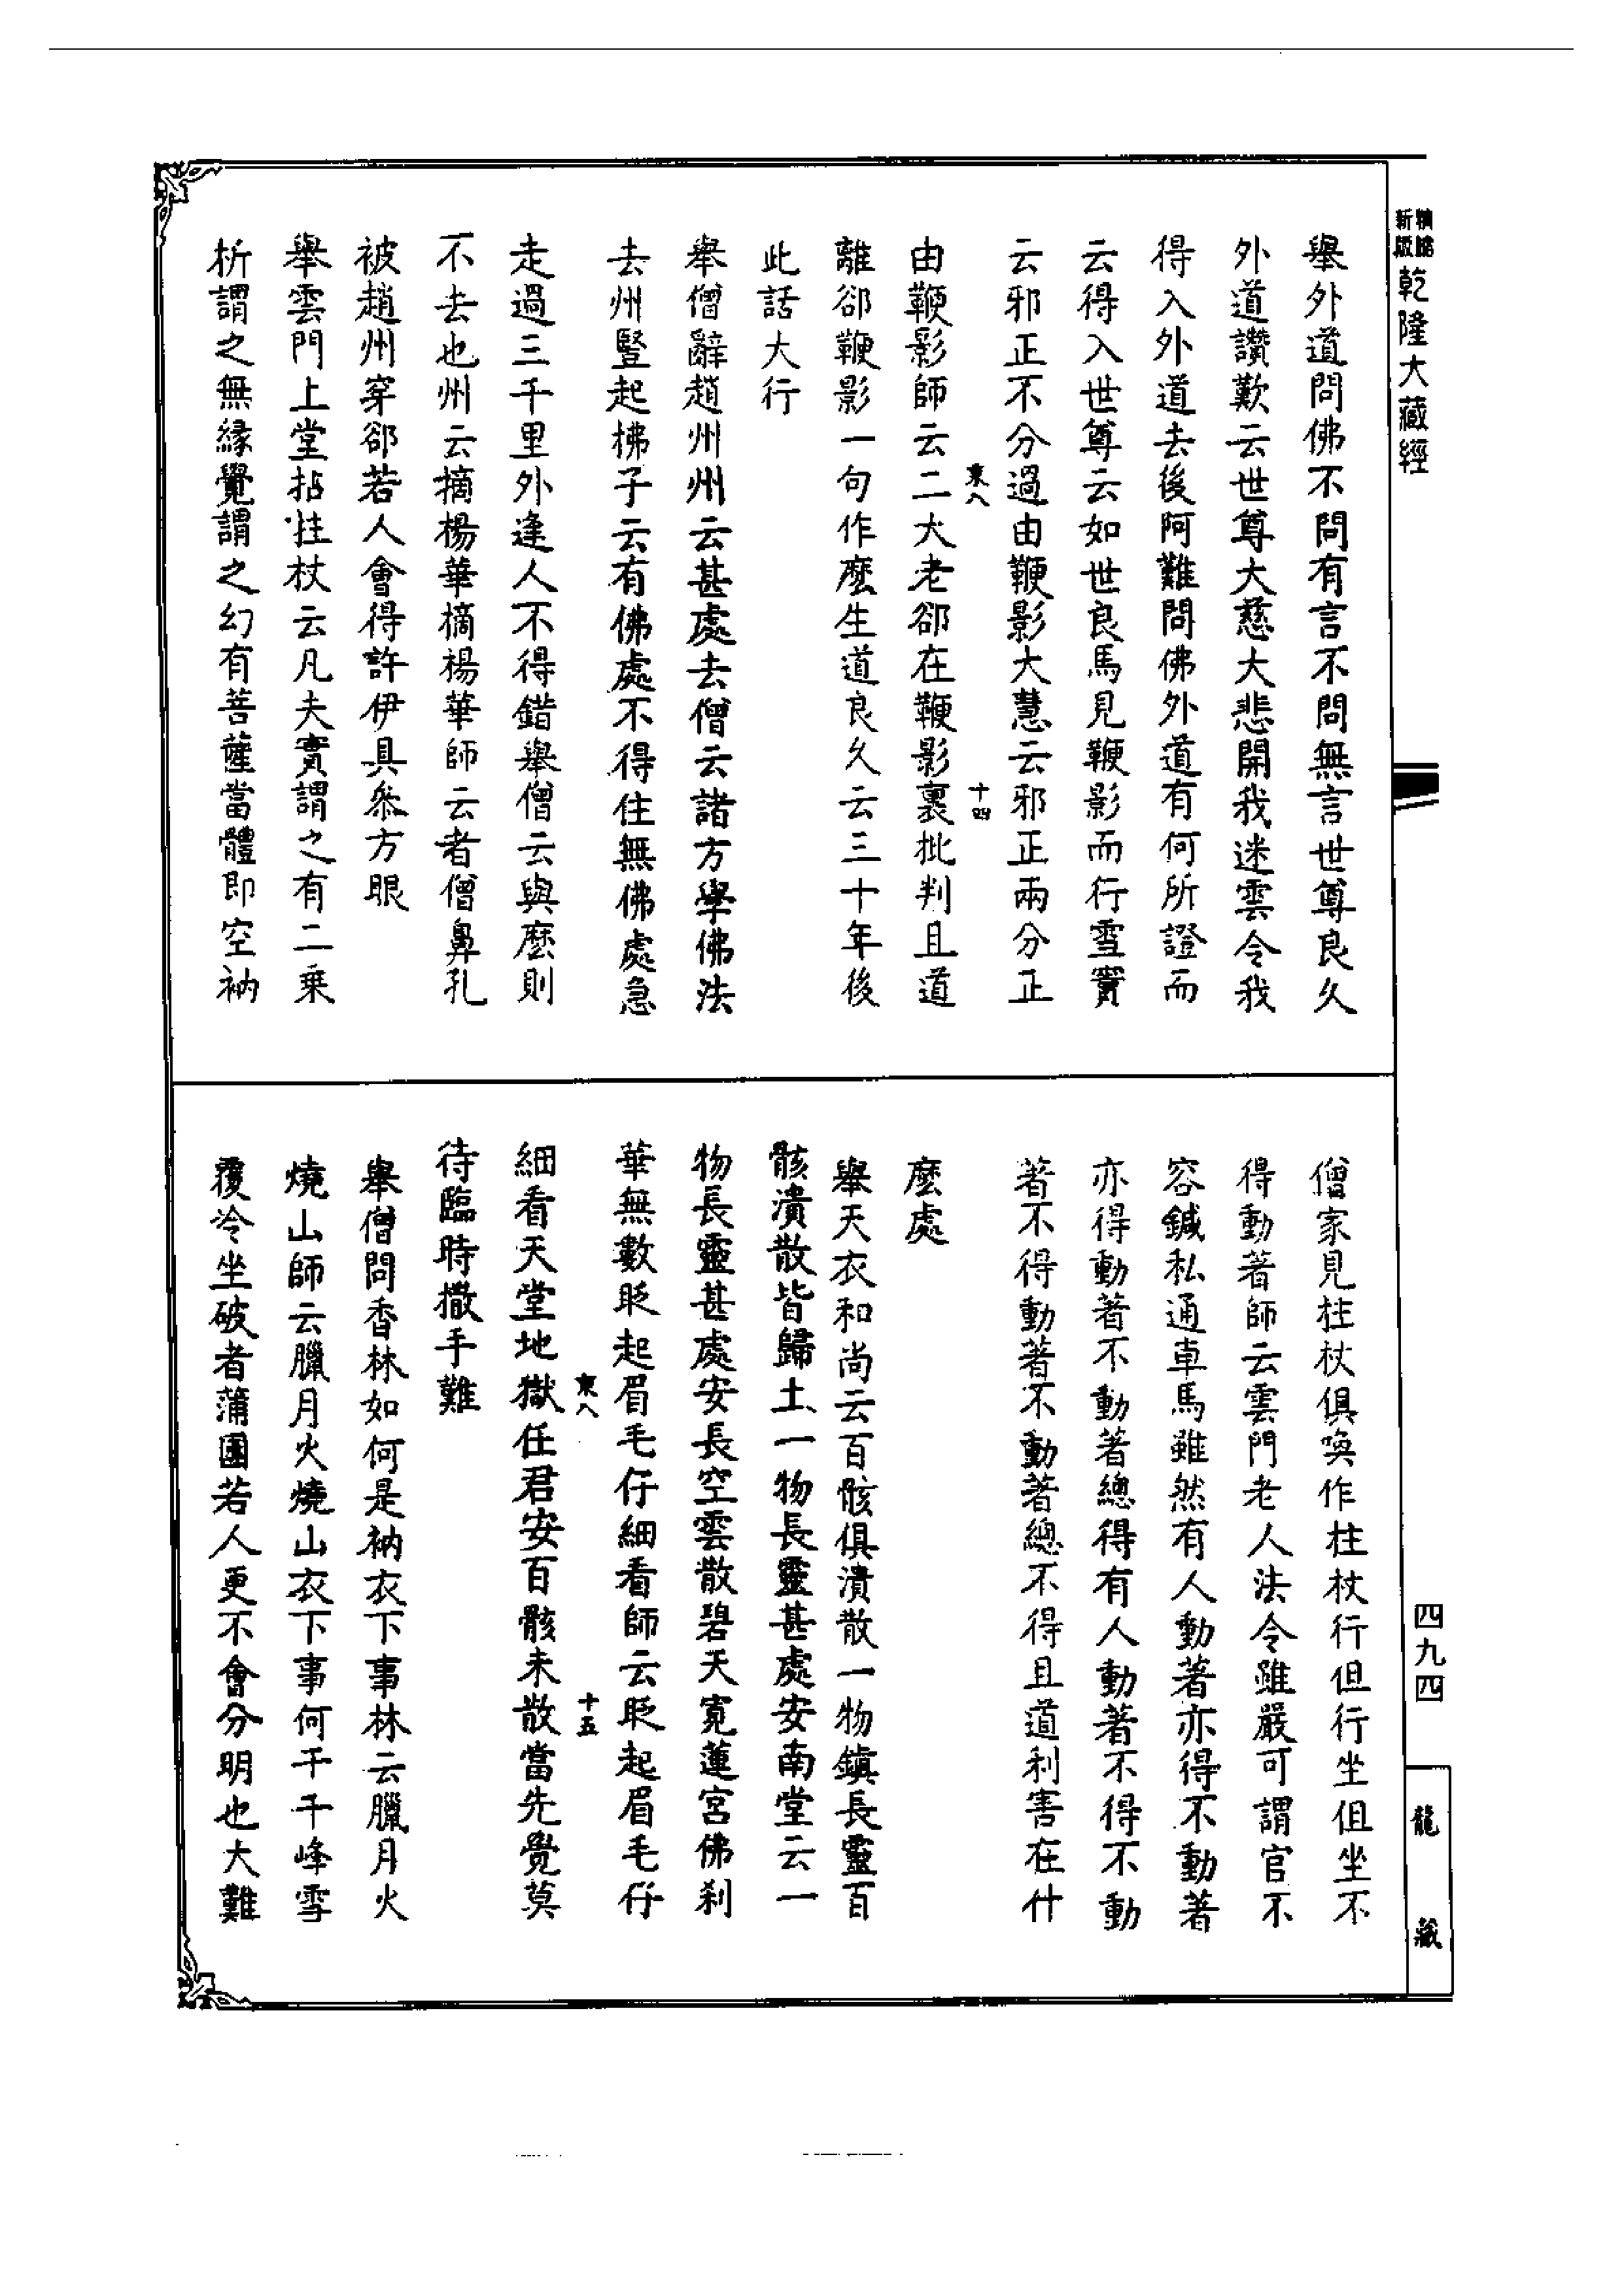 新版
精縮
乾隆大藏經
舉外道問佛不問有言不問無言世尊良久
外道讚歎云世尊大慈大悲開我迷雲令我
得入外道去後阿難問佛外道有何所證而
云得入世尊云如世良馬見鞭影而行雪竇
云邪正不分過由鞭影大慧云邪正兩分正
東八
十四
由鞭影師云二大老卻在鞭影裏批判且道
離卻鞭影一句作麽生道良久云三十年後
此話大行
舉僧辭趙州州云甚處去僧云諸方學佛法
去州豎起拂子云有佛處不得住無佛處急
走過三千里外逢人不得錯舉僧云與麽則
不去也州云摘楊華摘楊華師云者僧鼻孔
被趙州穿卻若人會得許伊具叅方眼
舉雲門上堂拈拄杖云凡夫實謂之有二乗
析謂之無緣覺謂之幻有菩薩當體即空衲
僧家見柱杖俱喚作柱杖行但行坐但坐不
得動著師云雲門老人法令雖嚴可謂官不
容鍼私通車馬雖然有人動著亦得不動著
亦得動著不動著總得有人動著不得不動
著不得動著不動著總不得且道利害在什
麽處
舉天衣和尚云百骸俱潰散一物鎮長靈百
骸潰散皆歸土一物長靈甚處安南堂云一
物長靈甚處安長空雲散碧天寛蓮宮佛刹
華無數貶起眉毛仔細看師云貶起眉毛仔
東八
十五
細看天堂地獄任君安百骸未散當先覺莫
待臨時撒手難
舉僧問香林如何是衲衣下事林云臘月火
燒山師云臘月火燒山衣下事何干千峰雪
覆冷坐破者蒲團若人更不會分明也大難
四九四
龍藏